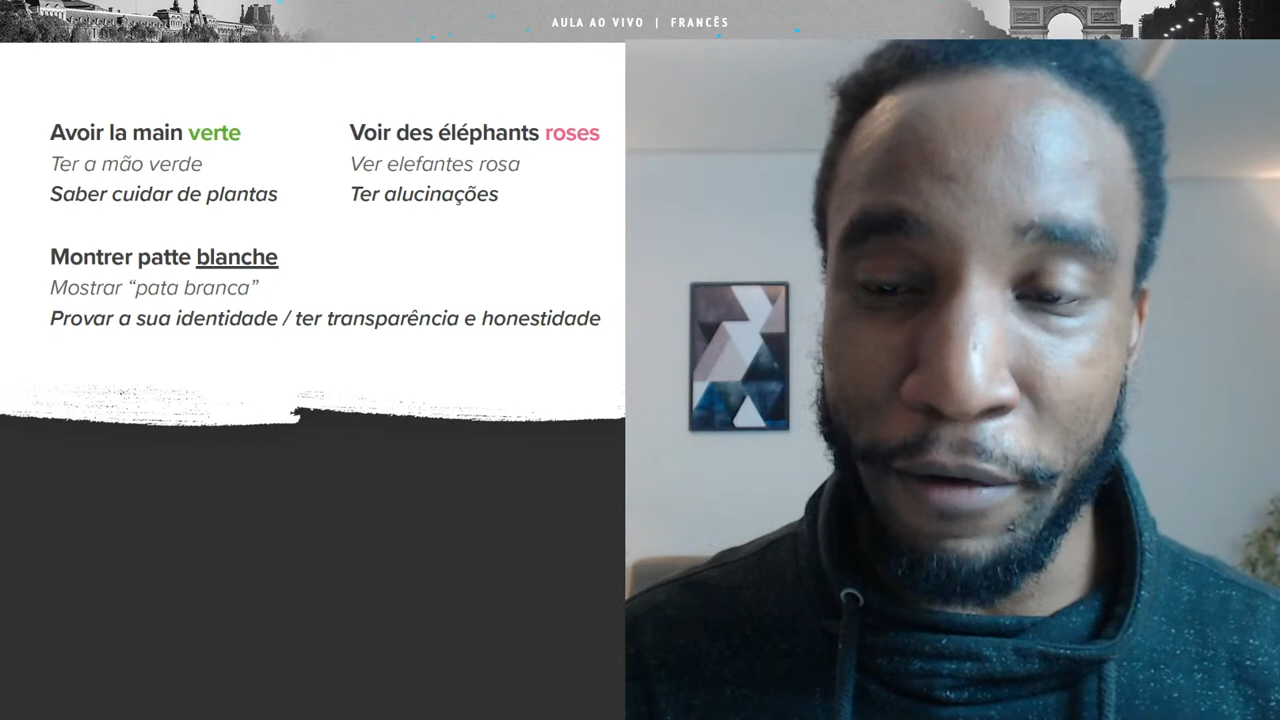 AULA AO VIVO | FRANCÊS
Avoir la main verte
Ter a mão verde
Saber cuidar de plantas
Voir des éléphants roses
Ver elefantes rosa
Ter alucinações
Montrer patte blanche
Mostrar “pata branca”
Provar a sua identidade / ter transparência e honestidade